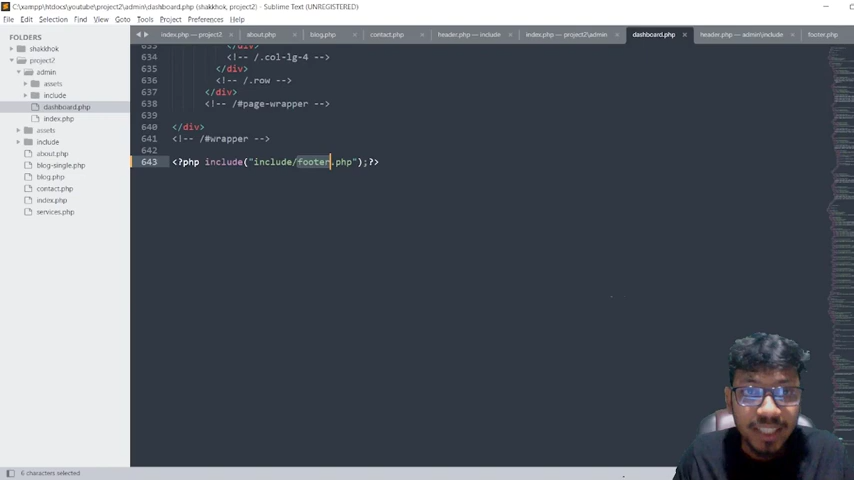 C:\xampp\htdocs\youtube\project2\admin\dashboard.php (shakkhok) - Sublime Text (UNREGISTERED)
File Edit Selection Find View Goto Tools Project Preferences Help
index.php — project2 × about.php × blog.php × contact.php × header.php — include × index.php — project2\admin × dashboard.php × header.php — admin\include × footer.php
FOLDERS
shakkhok
project2
admin
assets
include
dashboard.php
index.php
assets
include
about.php
blog-single.php
blog.php
contact.php
index.php
services.php
633 </div>
634 <!-- /.col-lg-4 -->
635 </div>
636 <!-- /.row -->
637 </div>
638 <!-- /#page-wrapper -->
639
640 </div>
641 <!-- /#wrapper -->
642
643 <?php include("include/footer.php");?>
6 characters selected